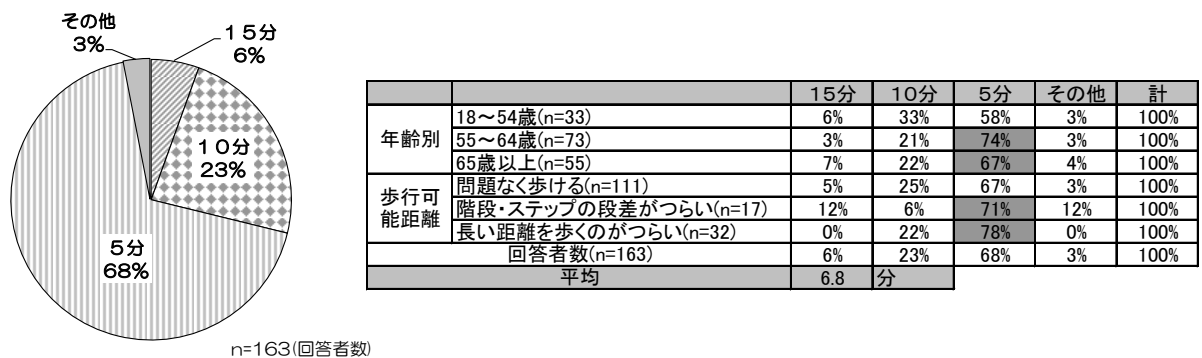 その他
3%
15分
6%
10分
23%
5分
68%
n=163(回答者数)
15分 10分 5分 その他 計
年齢別
18～54歳(n=33) 6% 33% 58% 3% 100%
55～64歳(n=73) 3% 21% 74% 3% 100%
65歳以上(n=55) 7% 22% 67% 4% 100%
歩行可能距離
問題なく歩ける(n=111) 5% 25% 67% 3% 100%
階段・ステップの段差がつらい(n=17) 12% 6% 71% 12% 100%
長い距離を歩くのがつらい(n=32) 0% 22% 78% 0% 100%
回答者数(n=163) 6% 23% 68% 3% 100%
平均 6.8 分